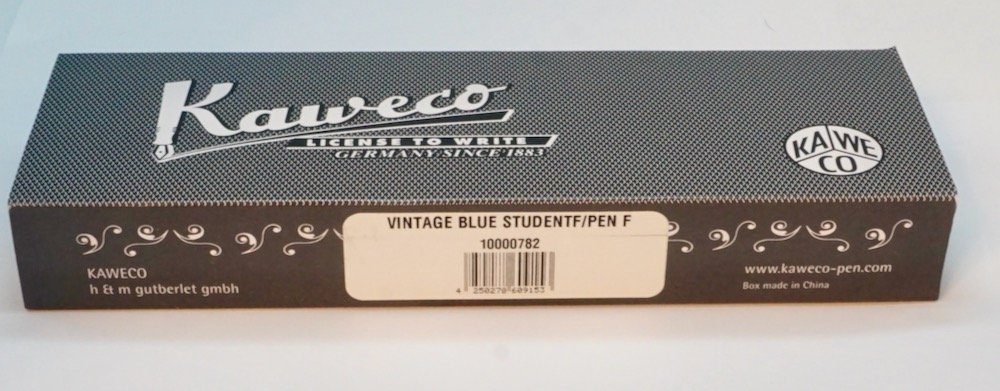 Kaweco
LICENSE TO WRITE
GERMANY SINCE 1883
KA WE
CO
VINTAGE BLUE STUDENTF/PEN F
10000782
4 250278 609153
KAWECO
h & m gutberlet gmbh
www.kaweco-pen.com
Box made in China